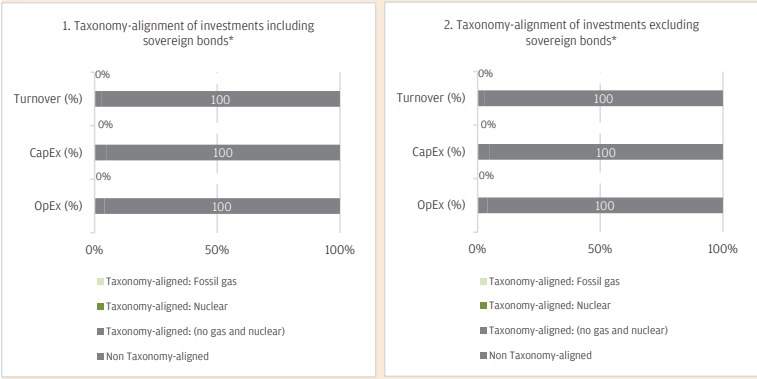 1. Taxonomy-alignment of investments including
sovereign bonds*
0%
Turnover (%)
100
0%
CapEx (%)
100
0%
OpEx (%)
100
0% 50% 100%
Taxonomy-aligned: Fossil gas
Taxonomy-aligned: Nuclear
Taxonomy-aligned: (no gas and nuclear)
Non Taxonomy-aligned
2. Taxonomy-alignment of investments excluding
sovereign bonds*
0%
Turnover (%)
100
0%
CapEx (%)
100
0%
OpEx (%)
100
0% 50% 100%
Taxonomy-aligned: Fossil gas
Taxonomy-aligned: Nuclear
Taxonomy-aligned: (no gas and nuclear)
Non Taxonomy-aligned